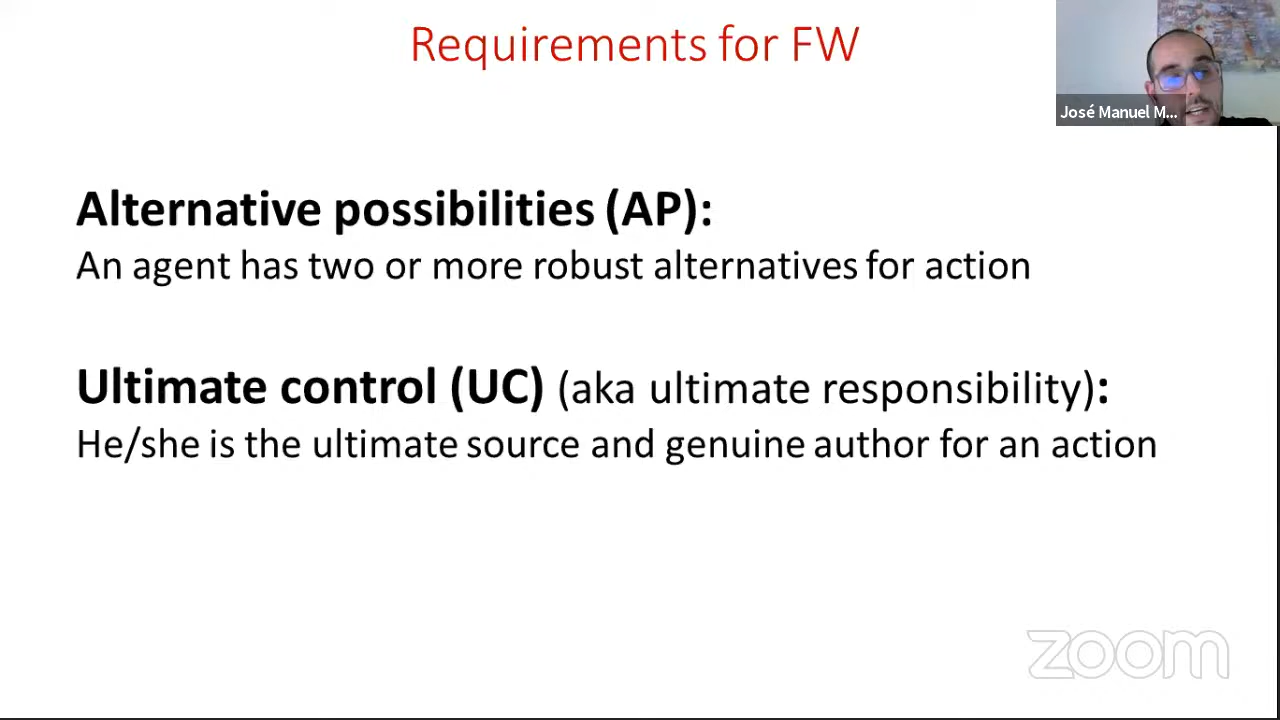 Requirements for FW
José Manuel M...
Alternative possibilities (AP):
An agent has two or more robust alternatives for action
Ultimate control (UC) (aka ultimate responsibility):
He/she is the ultimate source and genuine author for an action
zoom